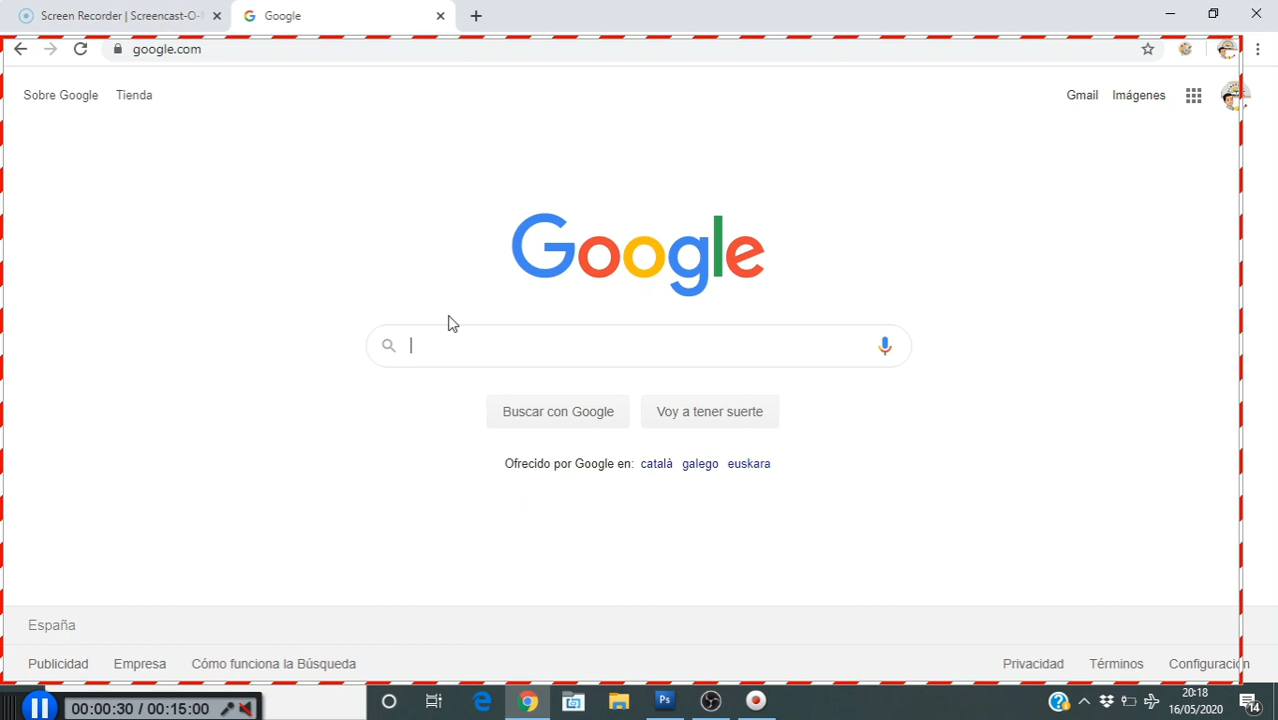 Screen Recorder | Screencast-O-
Google
google.com
Sobre Google Tienda
Gmail Imágenes
Google
Buscar con Google Voy a tener suerte
Ofrecido por Google en: català galego euskara
España
Publicidad Empresa Cómo funciona la Búsqueda
Privacidad Términos Configuración
00:00:30 / 00:15:00
Ps
20:18
16/05/2020
14